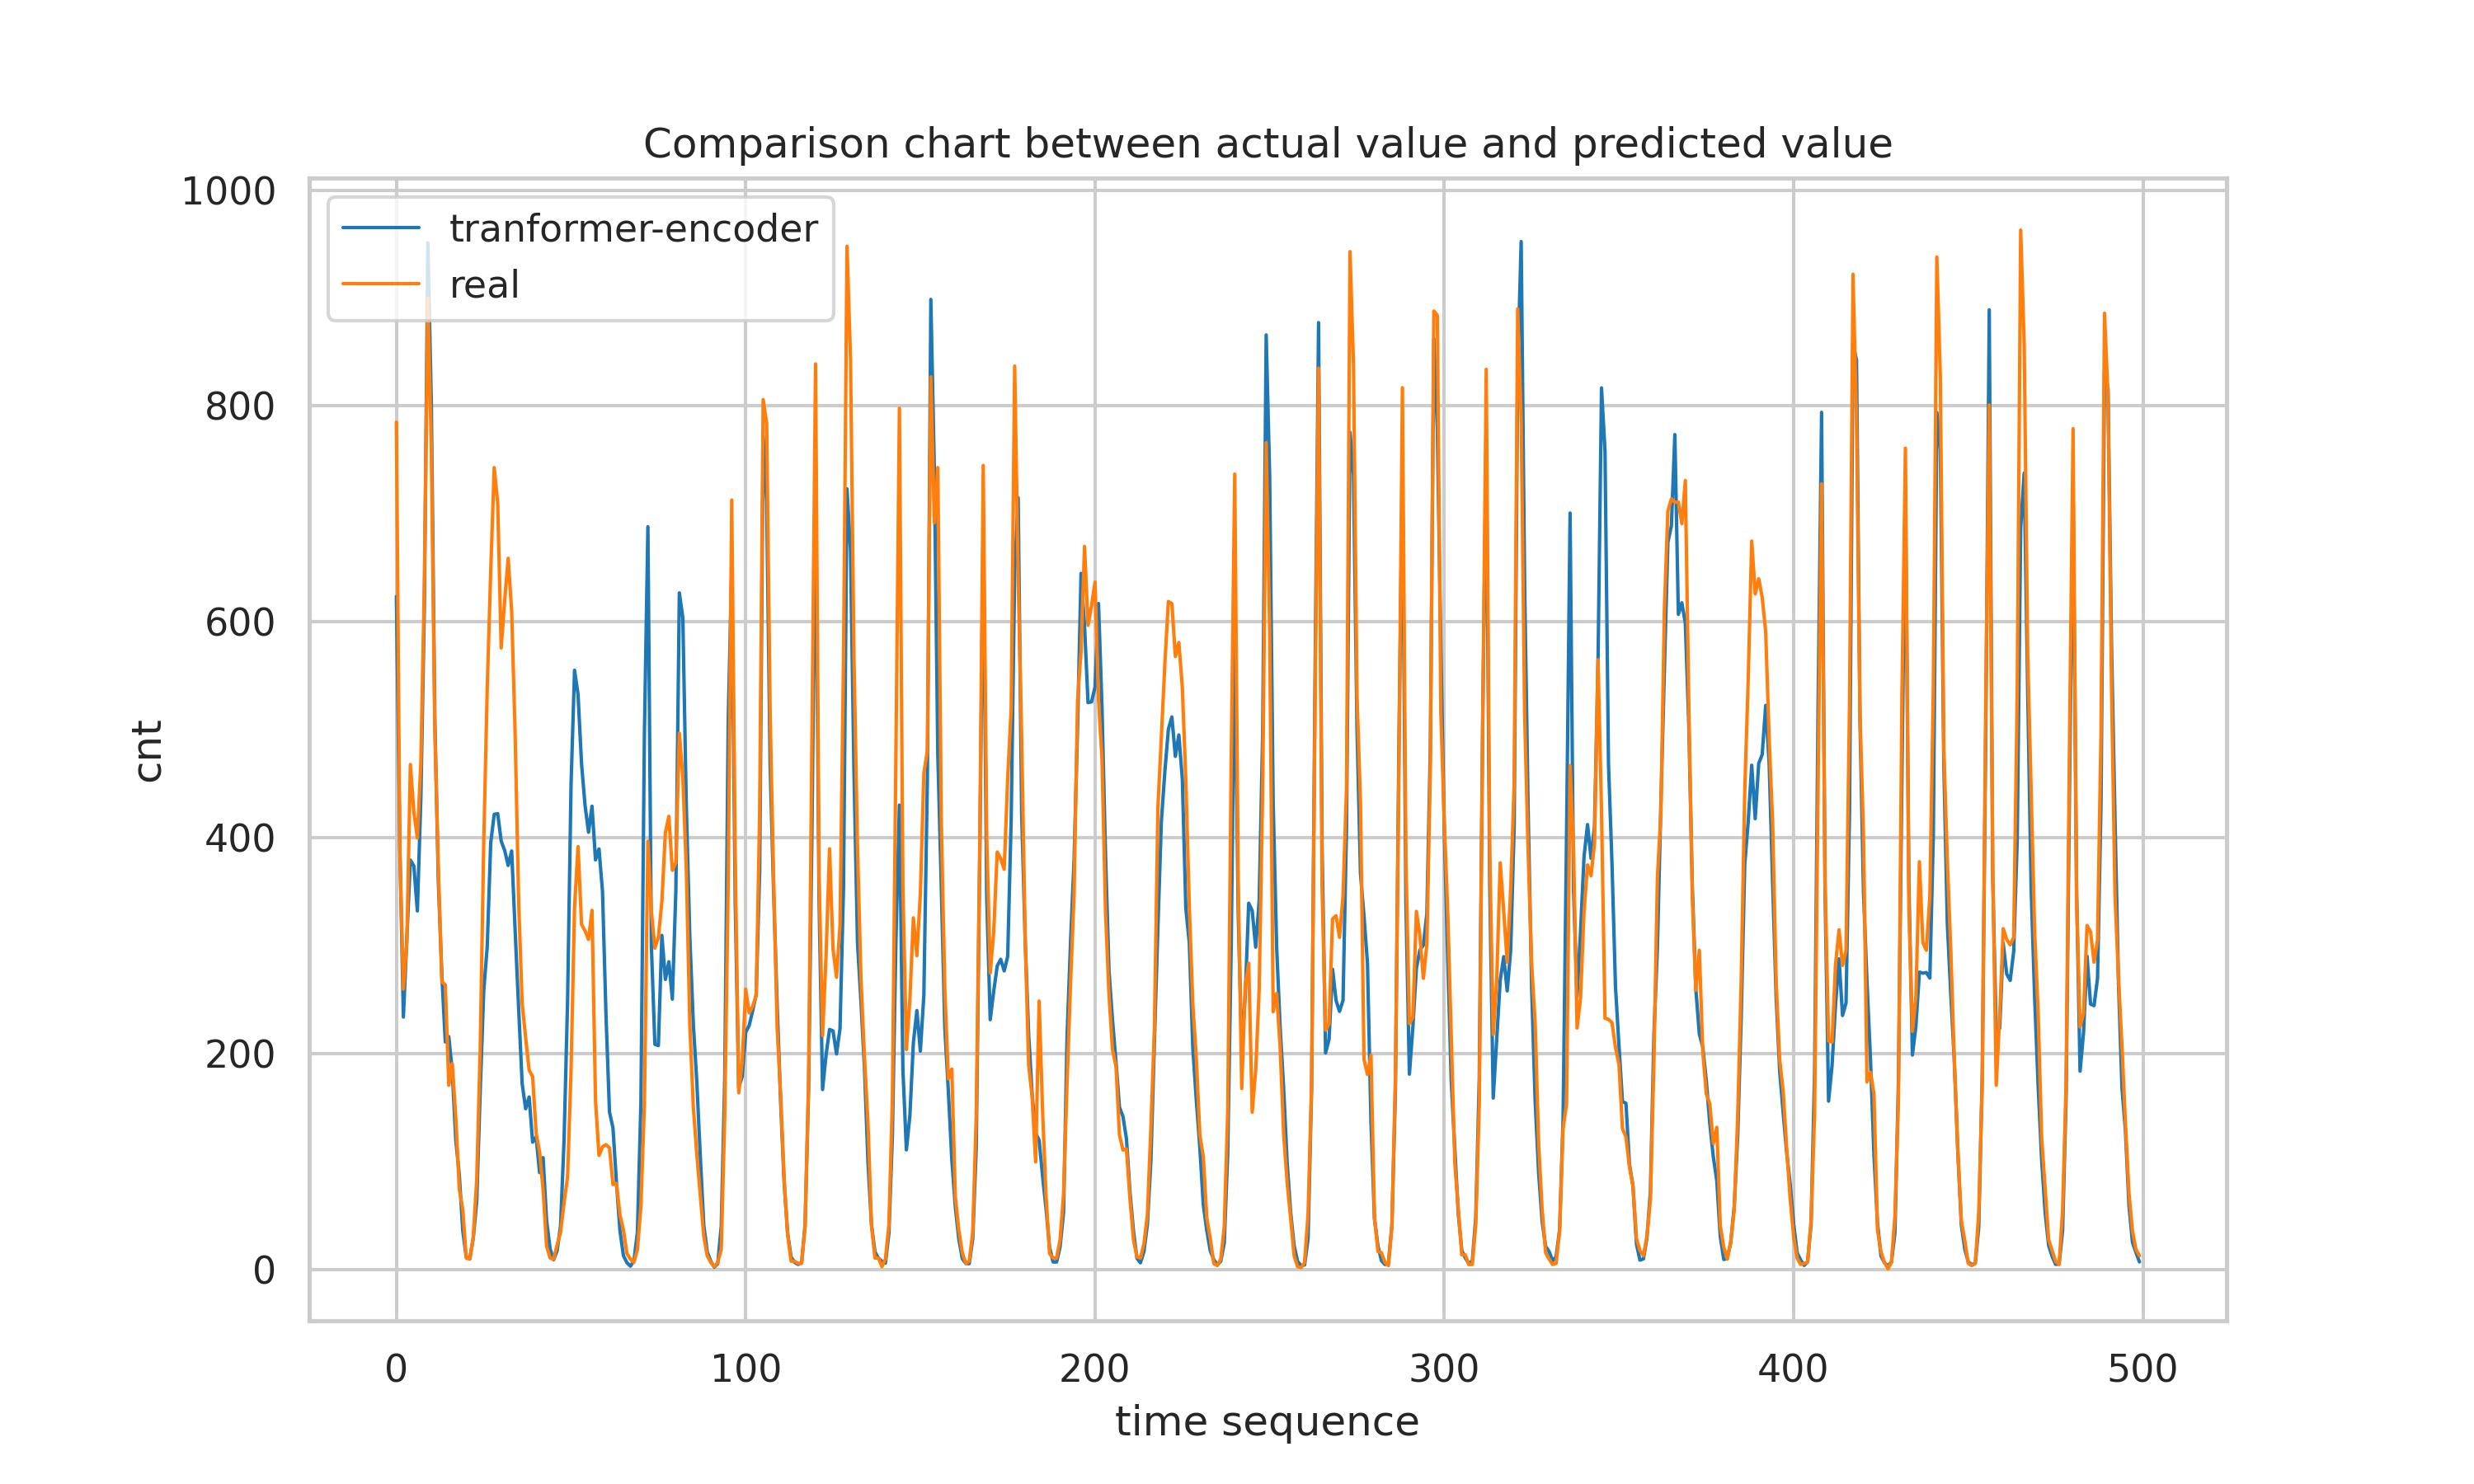 Comparison chart between actual value and predicted value
1000
800
600
400
200
0
cnt
tranformer-encoder
real
0 100 200 300 400 500
time sequence